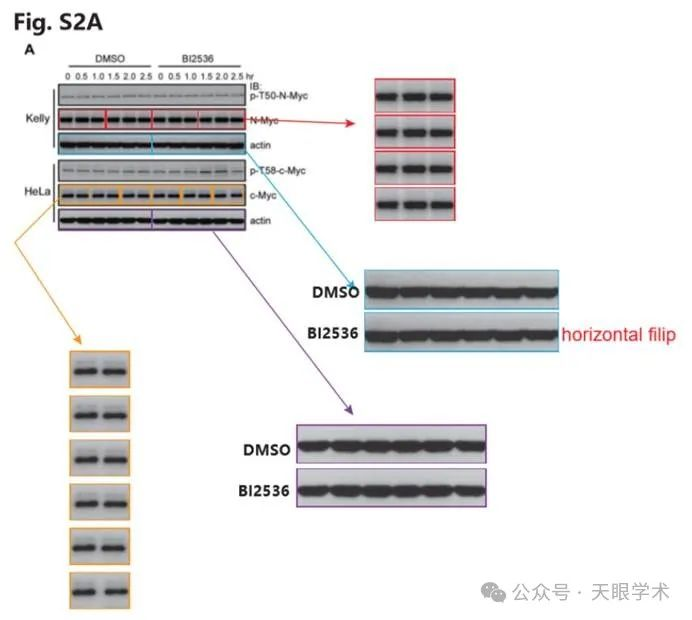 Fig. S2A
A
DMSO BI2536
0 0.5 1.0 1.5 2.0 2.5 0 0.5 1.0 1.5 2.0 2.5 hr
IB:
p-T50-N-Myc
Kelly
N-Myc
actin
p-T58-c-Myc
HeLa
c-Myc
actin
DMSO
BI2536
horizontal filip
DMSO
BI2536
公众号 · 天眼学术